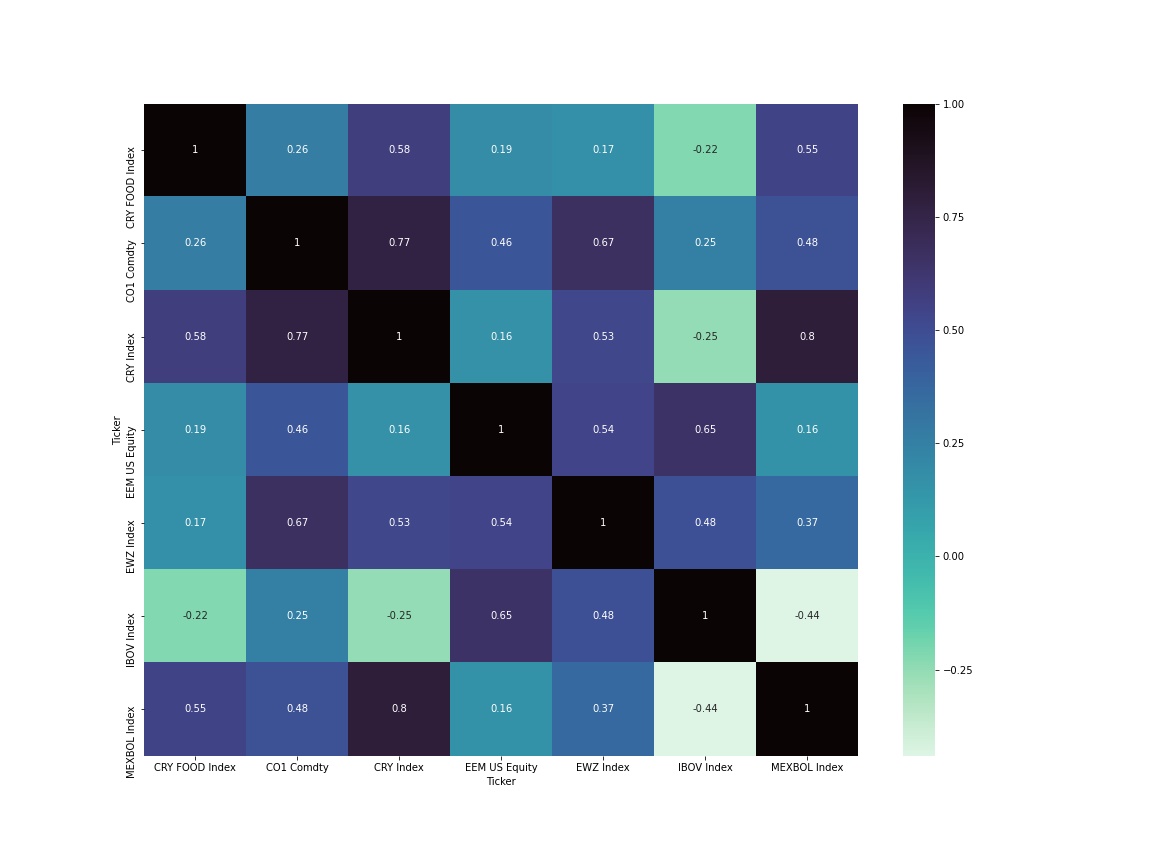 CRY FOOD Index
CO1 Comdty
CRY Index
EEM US Equity
EWZ Index
IBOV Index
MEXBOL Index
Ticker
1 0.26 0.58 0.19 0.17 -0.22 0.55
0.26 1 0.77 0.46 0.67 0.25 0.48
0.58 0.77 1 0.16 0.53 -0.25 0.8
0.19 0.46 0.16 1 0.54 0.65 0.16
0.17 0.67 0.53 0.54 1 0.48 0.37
-0.22 0.25 -0.25 0.65 0.48 1 -0.44
0.55 0.48 0.8 0.16 0.37 -0.44 1
CRY FOOD Index CO1 Comdty CRY Index EEM US Equity EWZ Index IBOV Index MEXBOL Index
Ticker
1.00
0.75
0.50
0.25
0.00
−0.25